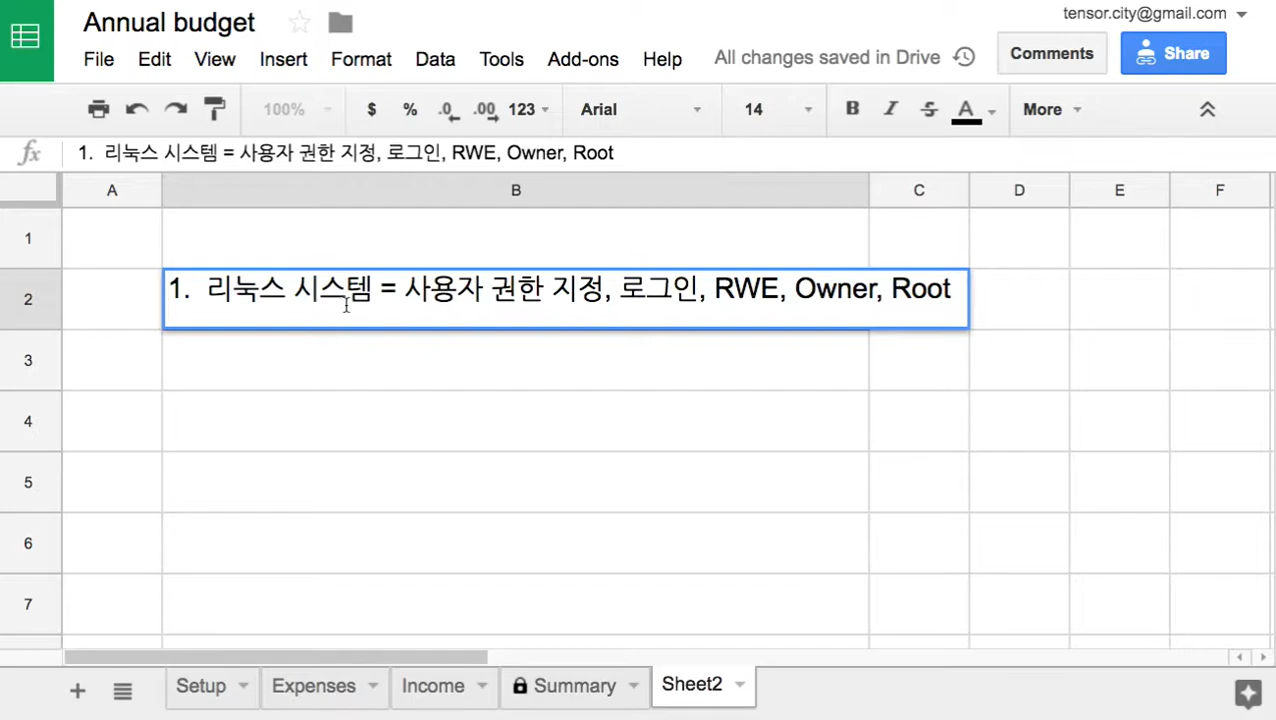 Annual budget
tensor.city@gmail.com
File Edit View Insert Format Data Tools Add-ons Help All changes saved in Drive Comments Share
100% $ % .0 .00 123 Arial 14 B I S A More
fx 1. 리눅스 시스템 = 사용자 권한 지정, 로그인, RWE, Owner, Root
A B C D E F
1
2 1. 리눅스 시스템 = 사용자 권한 지정, 로그인, RWE, Owner, Root
3
4
5
6
7
Setup Expenses Income Summary Sheet2